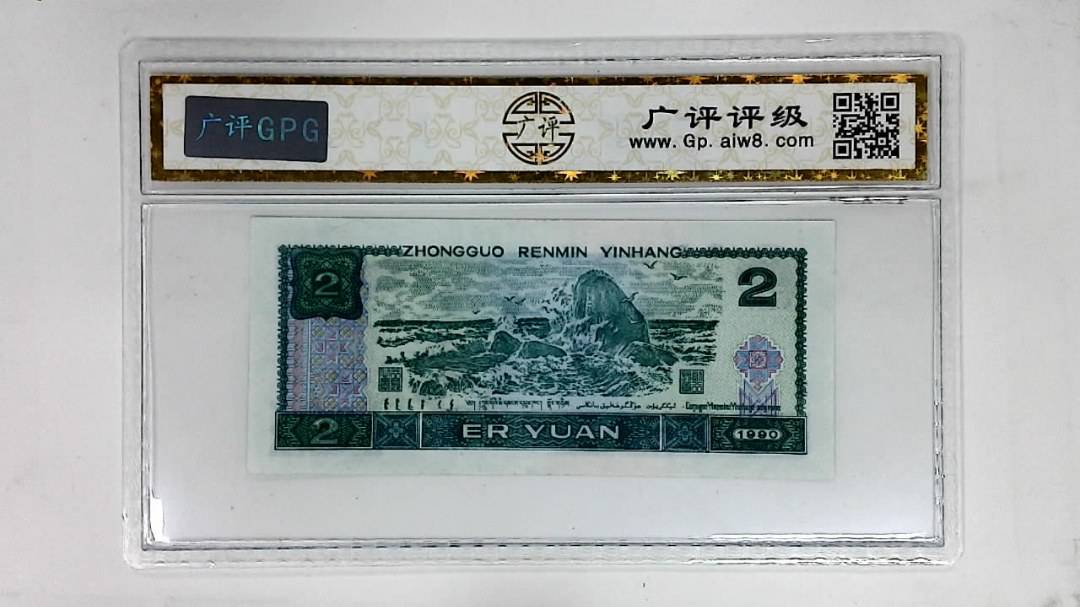 广评GPG
广评
广评评级
www.Gp.aiw8.com
ZHONGGUO RENMIN YINHANG
2
2
2
ER YUAN
1990